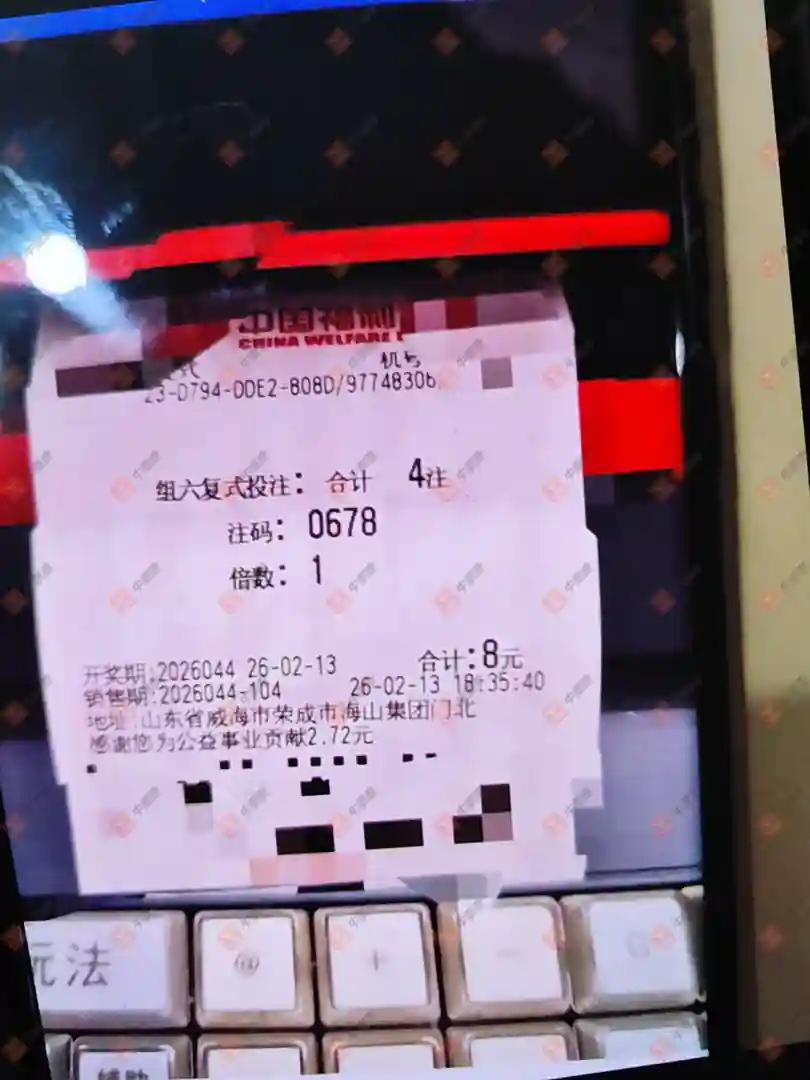 中国福利
CHINA WELFARE
机号
23-D794-DDE2-808D/97748306
组六复式投注: 合计 4注
注码: 0678
倍数: 1
开奖期:2026044 26-02-13 合计:8元
销售期:2026044-104 26-02-13 18:35:40
地址:山东省威海市荣成市海山集团门北
感谢您为公益事业贡献2.72元
玩法
@
+
辅助